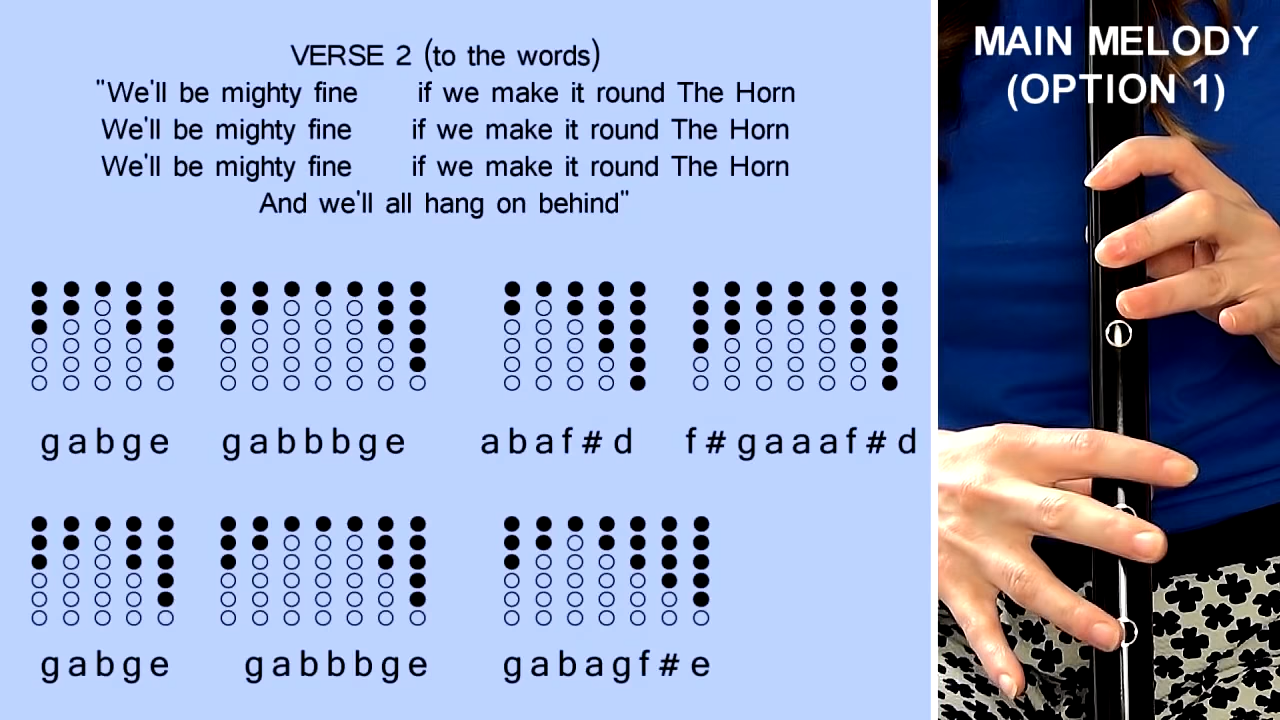 VERSE 2 (to the words)
"We'll be mighty fine if we make it round The Horn
We'll be mighty fine if we make it round The Horn
We'll be mighty fine if we make it round The Horn
And we'll all hang on behind"
MAIN MELODY
(OPTION 1)
g a b g e g a b b b g e a b a f # d f # g a a a f # d
g a b g e g a b b b g e g a b a g f # e